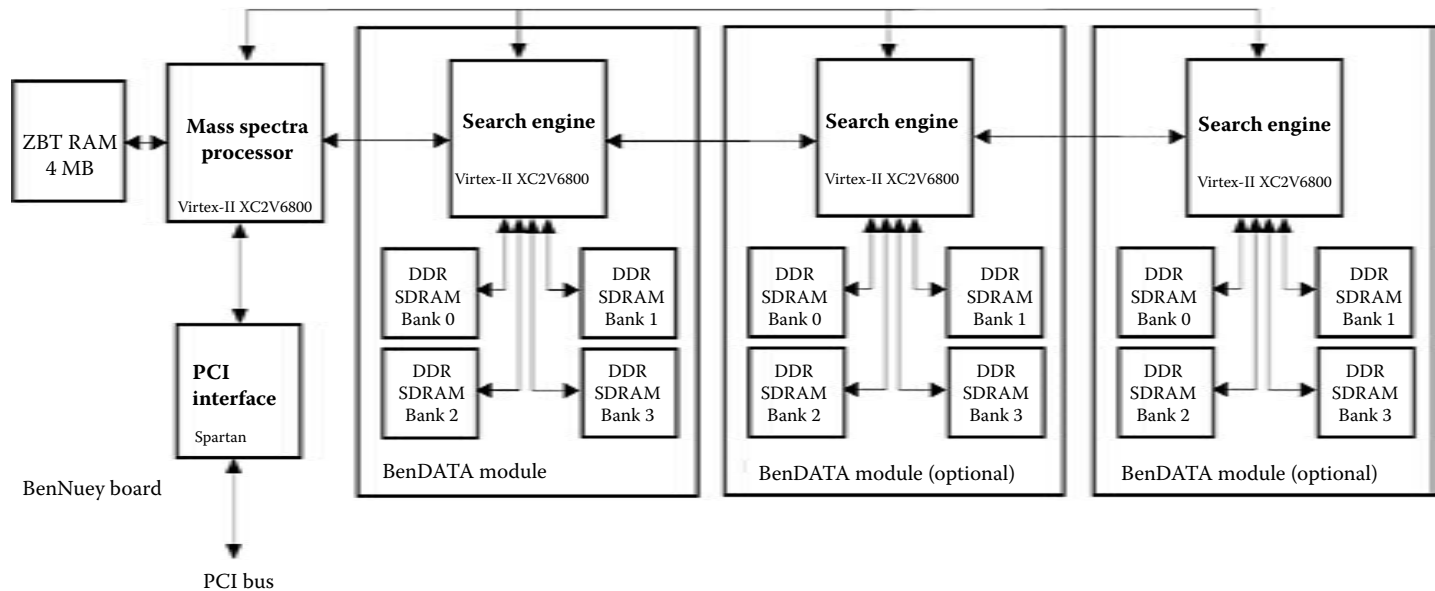 ZBT RAM
4 MB
Mass spectra
processor
Virtex-II XC2V6800
Search engine
Virtex-II XC2V6800
Search engine
Virtex-II XC2V6800
Search engine
Virtex-II XC2V6800
DDR
SDRAM
Bank 0
DDR
SDRAM
Bank 1
DDR
SDRAM
Bank 2
DDR
SDRAM
Bank 3
BenDATA module
DDR
SDRAM
Bank 0
DDR
SDRAM
Bank 1
DDR
SDRAM
Bank 2
DDR
SDRAM
Bank 3
BenDATA module (optional)
DDR
SDRAM
Bank 0
DDR
SDRAM
Bank 1
DDR
SDRAM
Bank 2
DDR
SDRAM
Bank 3
BenDATA module (optional)
PCI
interface
Spartan
BenNuey board
PCI bus